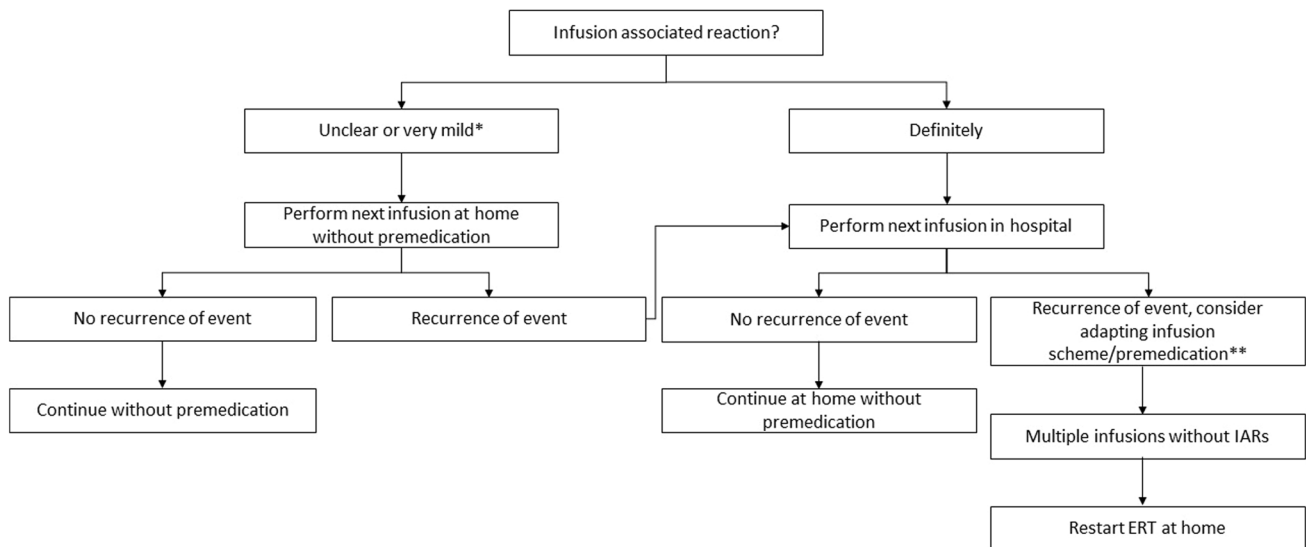 Infusion associated reaction?
Unclear or very mild*
Definitely
Perform next infusion at home
without premedication
Perform next infusion in hospital
No recurrence of event
Recurrence of event
No recurrence of event
Recurrence of event, consider
adapting infusion
scheme/premedication**
Continue without premedication
Continue at home without
premedication
Multiple infusions without IARs
Restart ERT at home